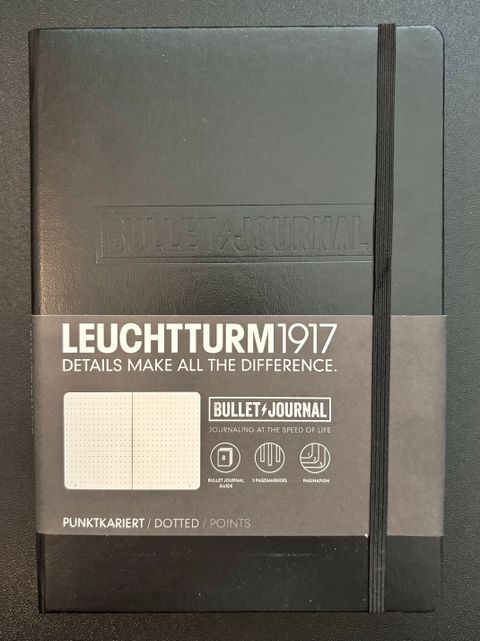 BULLET JOURNAL
LEUCHTTURM1917
DETAILS MAKE ALL THE DIFFERENCE.
BULLET JOURNAL
JOURNALING AT THE SPEED OF LIFE
BULLET JOURNAL
GUIDE
3 PAGEMARKERS
PAGINATION
PUNKTKARIERT / DOTTED / POINTS